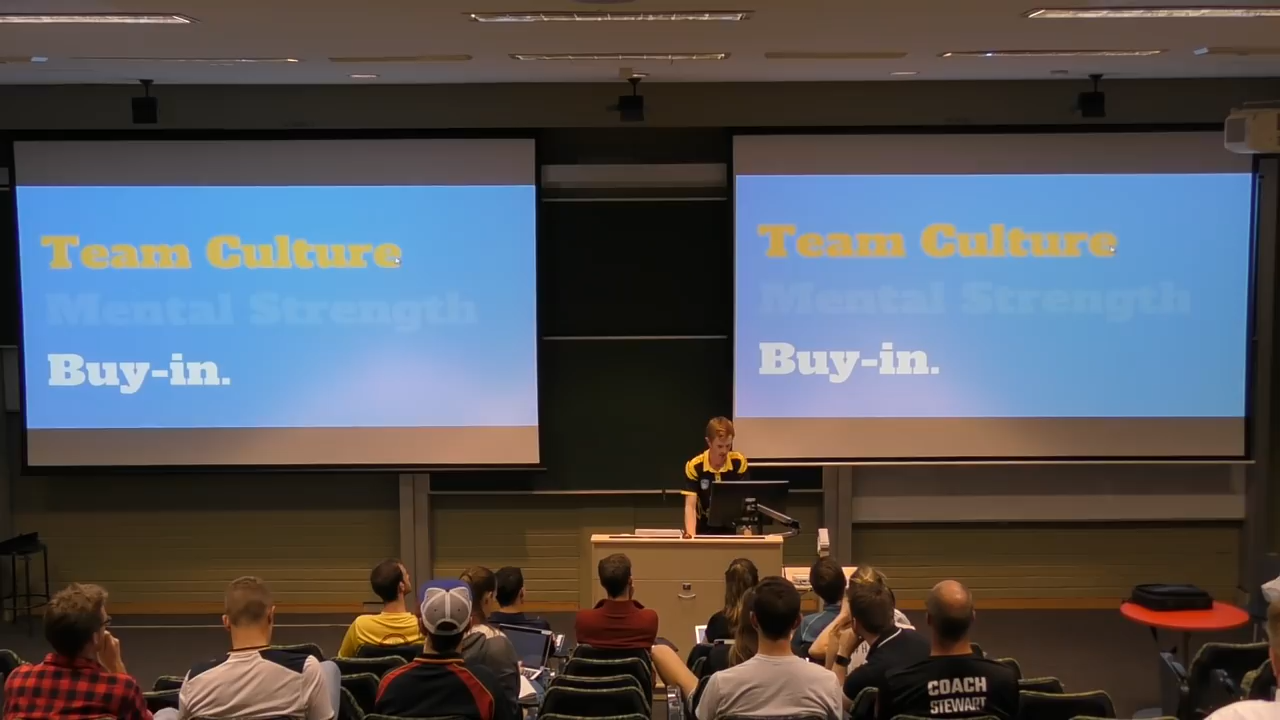 Team Culture
Mental Strength
Buy-in.
Team Culture
Mental Strength
Buy-in.
COACH
STEWART